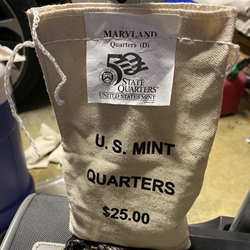 MARYLAND
Quarters (D)
50
STATE
QUARTERS
UNITED STATES MINT
U. S. MINT
QUARTERS
$25.00